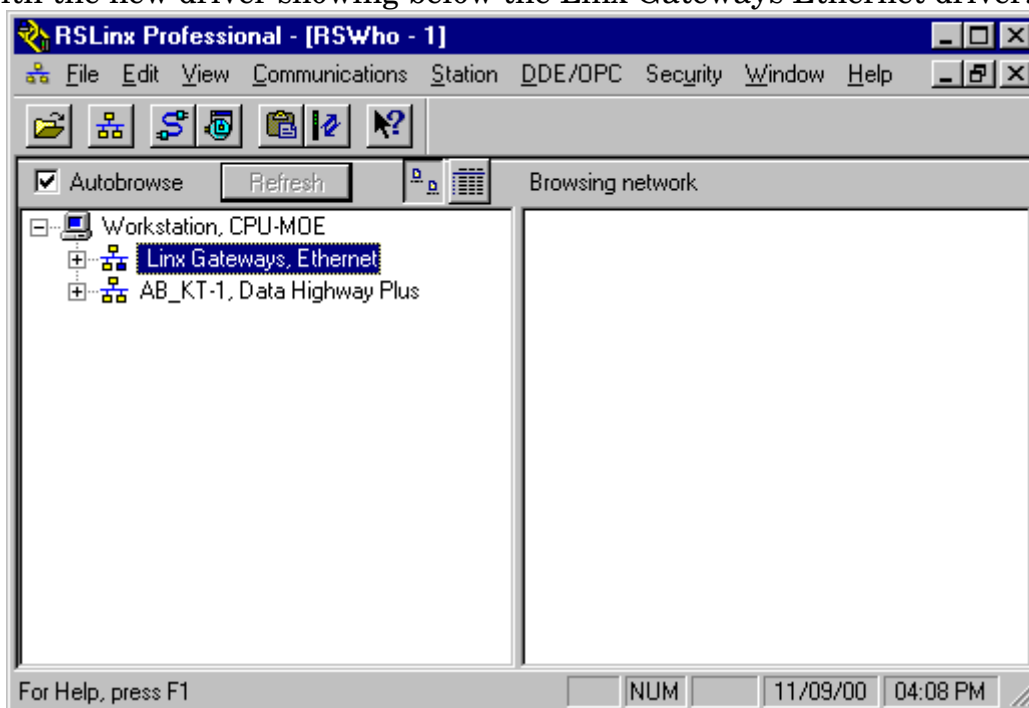 ith the new driver showing below the Linx Gateways Ethernet driver.
RSLinx Professional - [RSWho - 1]
File Edit View Communications Station DDE/OPC Security Window Help
Autobrowse Refresh Browsing network
Workstation, CPU-MOE
Linx Gateways, Ethernet
AB_KT-1, Data Highway Plus
For Help, press F1 NUM 11/09/00 04:08 PM